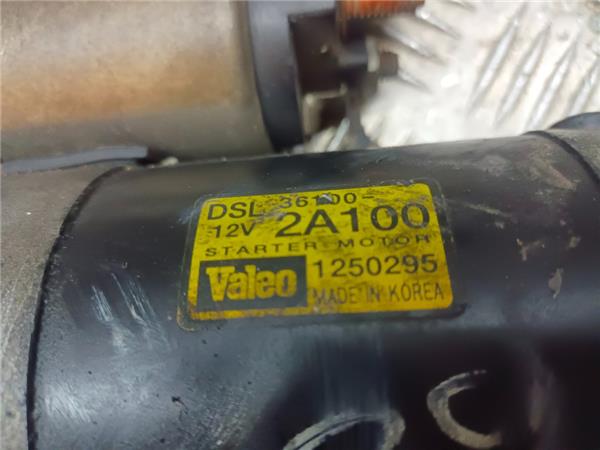 DSL 36100-
12V 2A100
STARTER MOTOR
Valeo 1250295
MADE IN KOREA